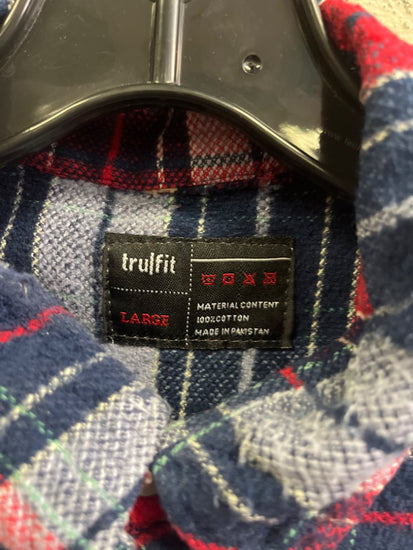 tru|fit
LARGE
MATERIAL CONTENT
100%COTTON
MADE IN PAKISTAN